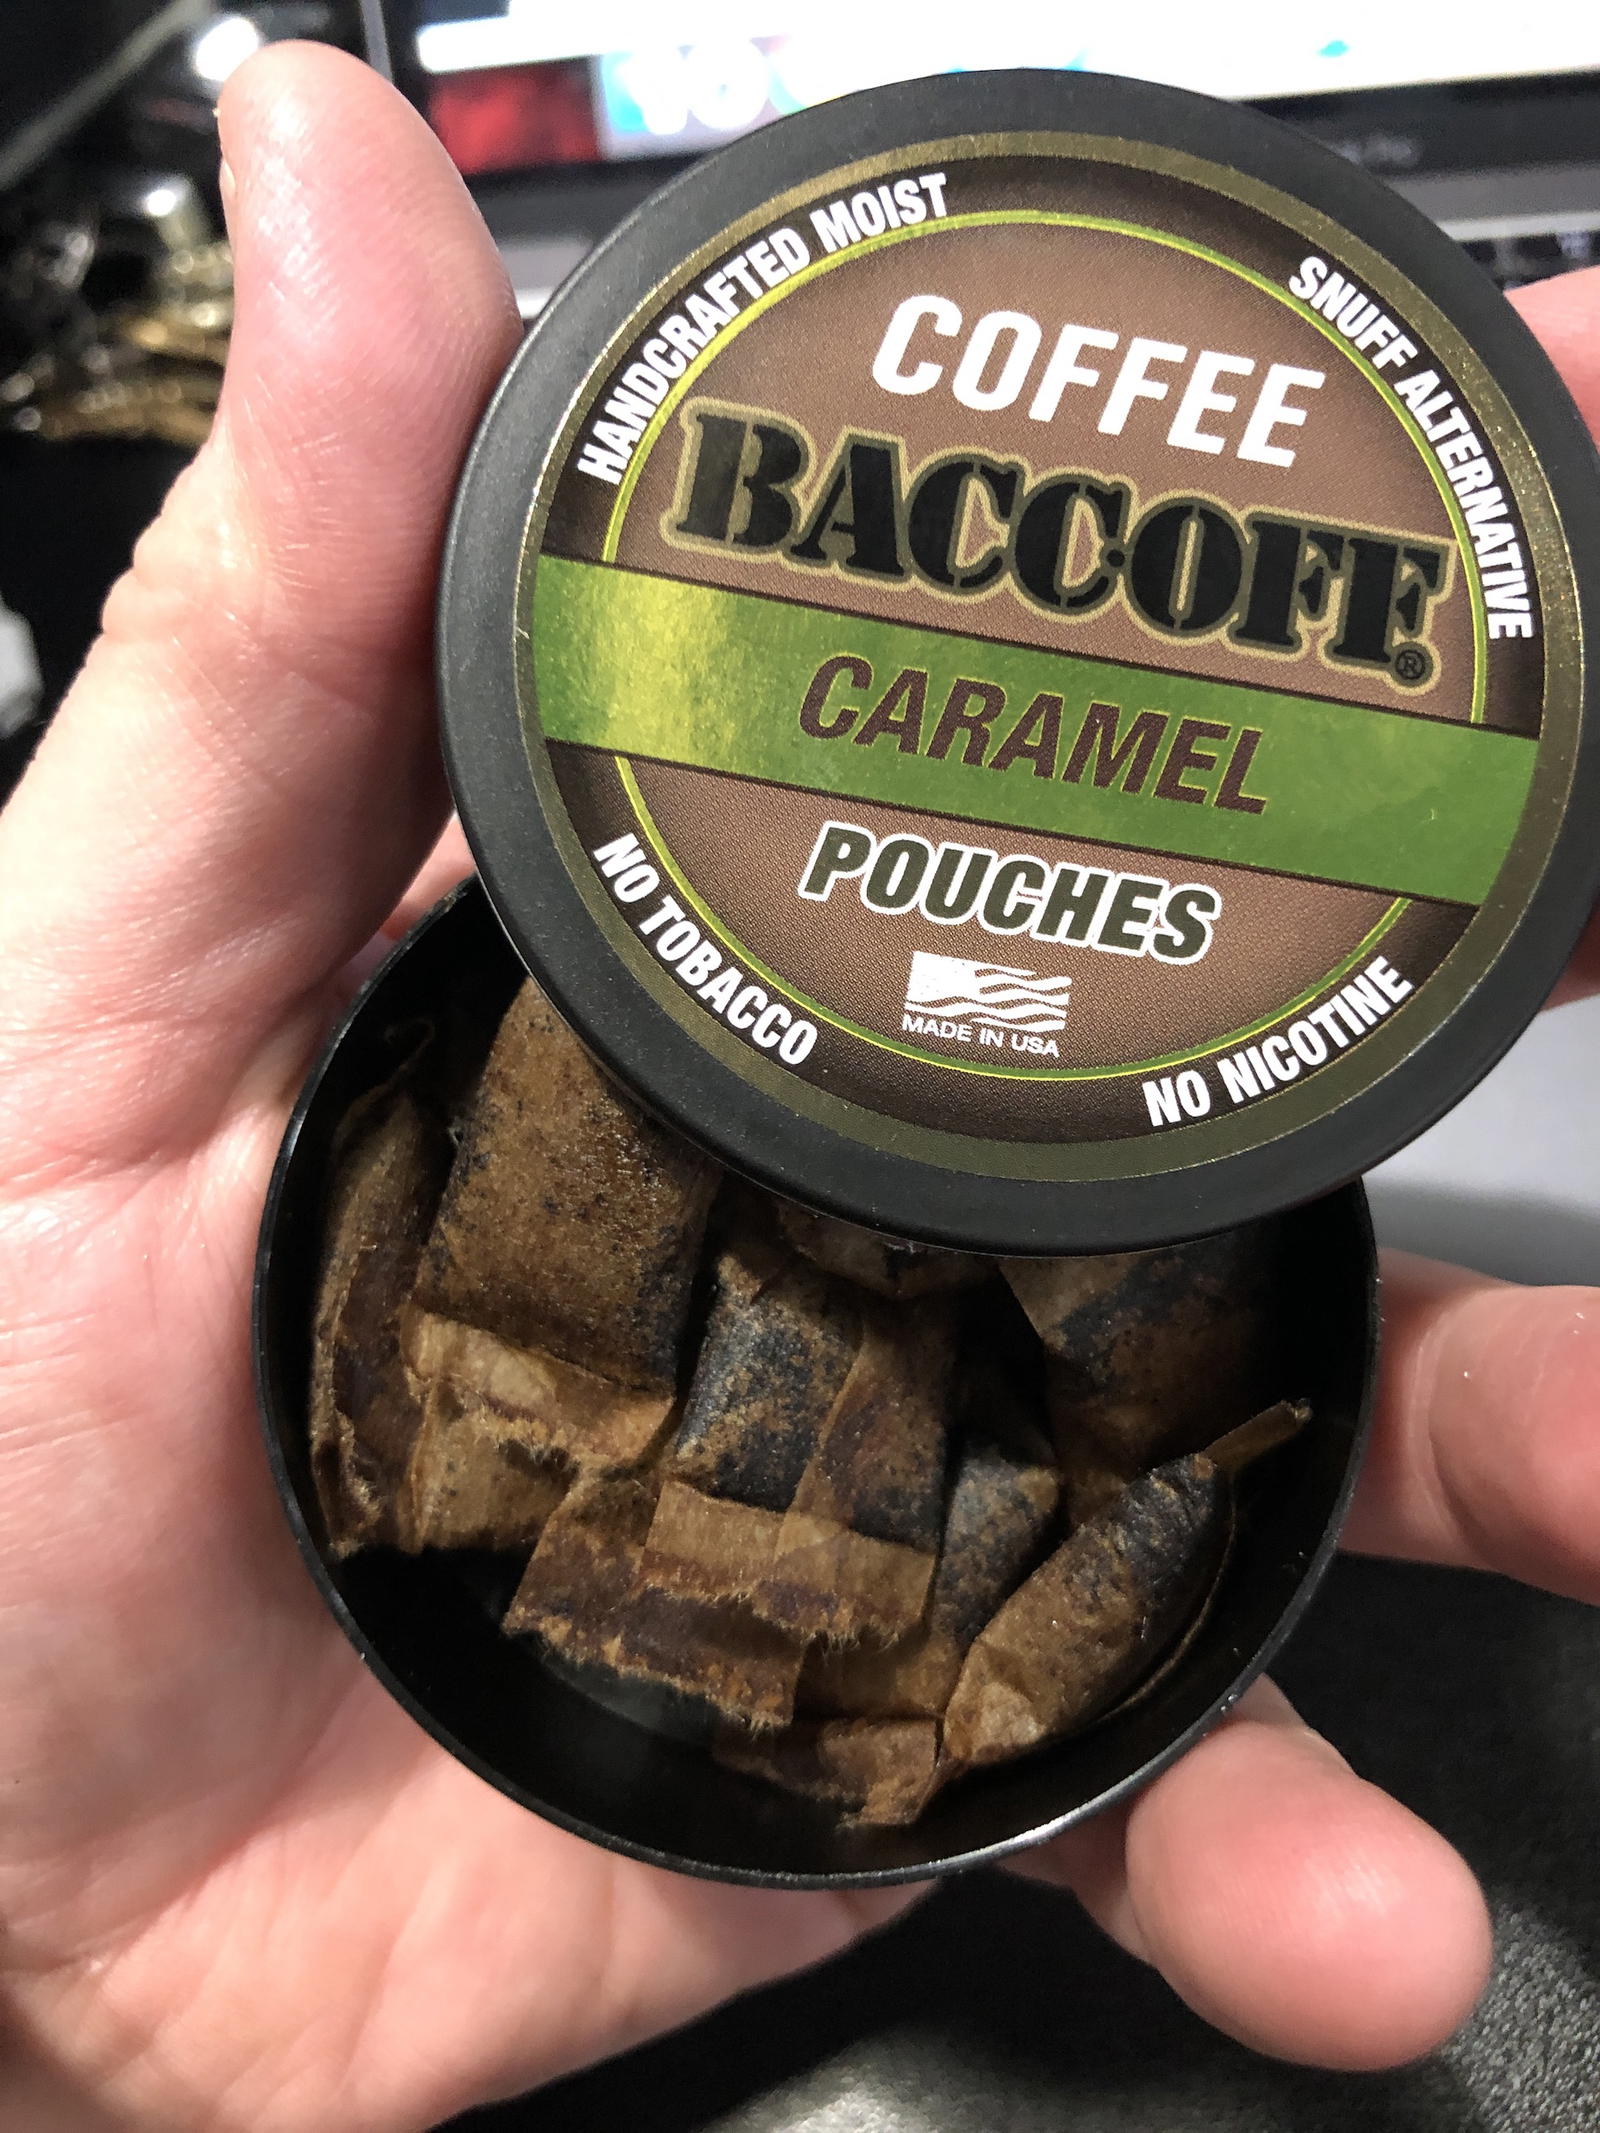 HANDCRAFTED MOIST
SNUFF ALTERNATIVE
COFFEE
BACCOFF®
CARAMEL
POUCHES
MADE IN USA
NO TOBACCO
NO NICOTINE